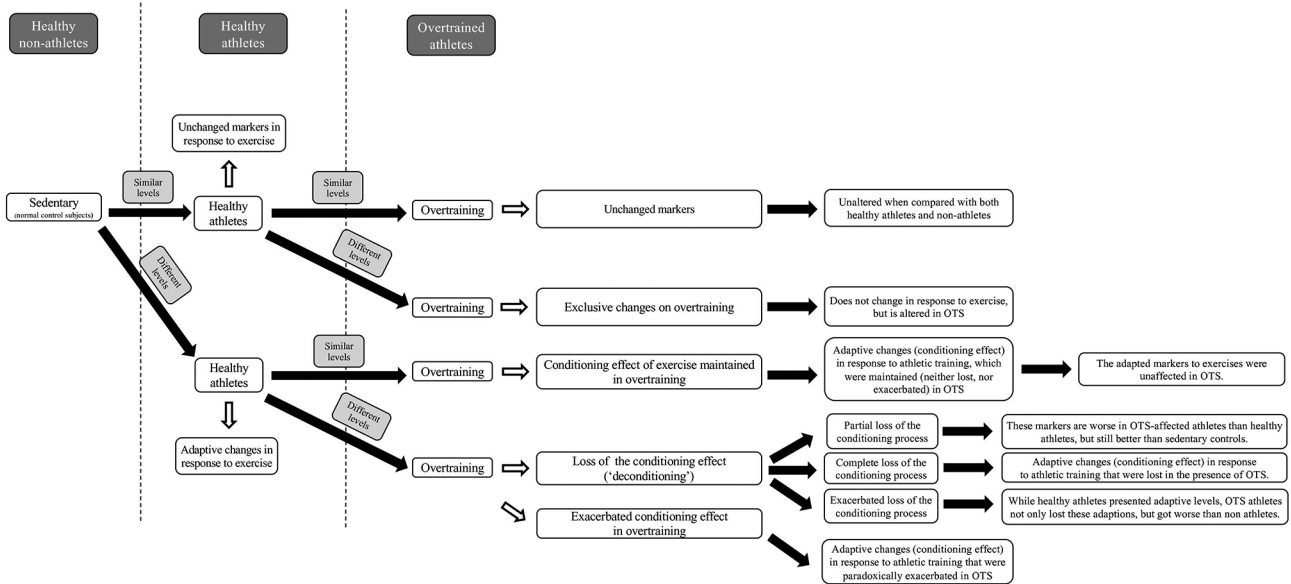 Healthy
non-athletes
Healthy
athletes
Overtrained
athletes
Unchanged markers in
response to exercise
Sedentary
(normal control subjects)
Similar
levels
Healthy
athletes
Similar
levels
Overtraining
Unchanged markers
Unaltered when compared with both
healthy athletes and non-athletes
Different
levels
Different
levels
Overtraining
Exclusive changes on overtraining
Does not change in response to exercise,
but is altered in OTS
Healthy
athletes
Similar
levels
Overtraining
Conditioning effect of exercise maintained
in overtraining
Adaptive changes (conditioning effect)
in response to athletic training, which
were maintained (neither lost, nor
exacerbated) in OTS
The adapted markers to exercises were
unaffected in OTS.
Adaptive changes in
response to exercise
Different
levels
Overtraining
Loss of the conditioning effect
(‘deconditioning’)
Partial loss of the
conditioning process
These markers are worse in OTS-affected athletes than healthy
athletes, but still better than sedentary controls.
Complete loss of the
conditioning process
Adaptive changes (conditioning effect) in response
to athletic training that were lost in the presence of OTS.
Exacerbated loss of the
conditioning process
While healthy athletes presented adaptive levels, OTS athletes
not only lost these adaptions, but got worse than non athletes.
Exacerbated conditioning effect
in overtraining
Adaptive changes (conditioning effect)
in response to athletic training that were
paradoxically exacerbated in OTS